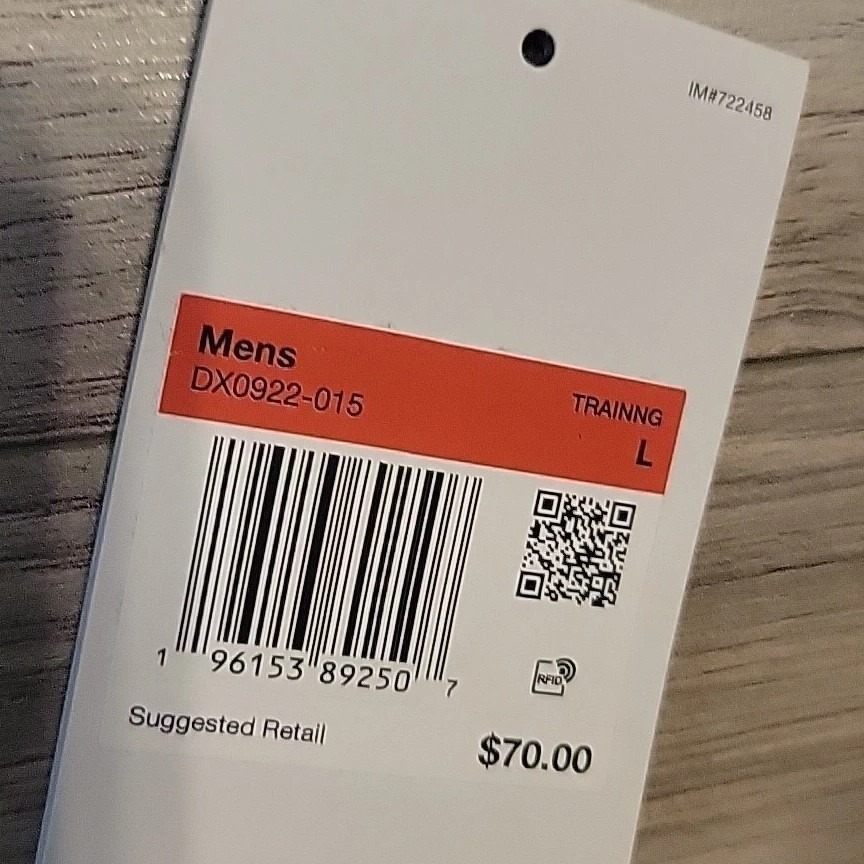 IM#722458
Mens
DX0922-015
TRAINNG
L
1 96153 89250 7
RFID
Suggested Retail
$70.00